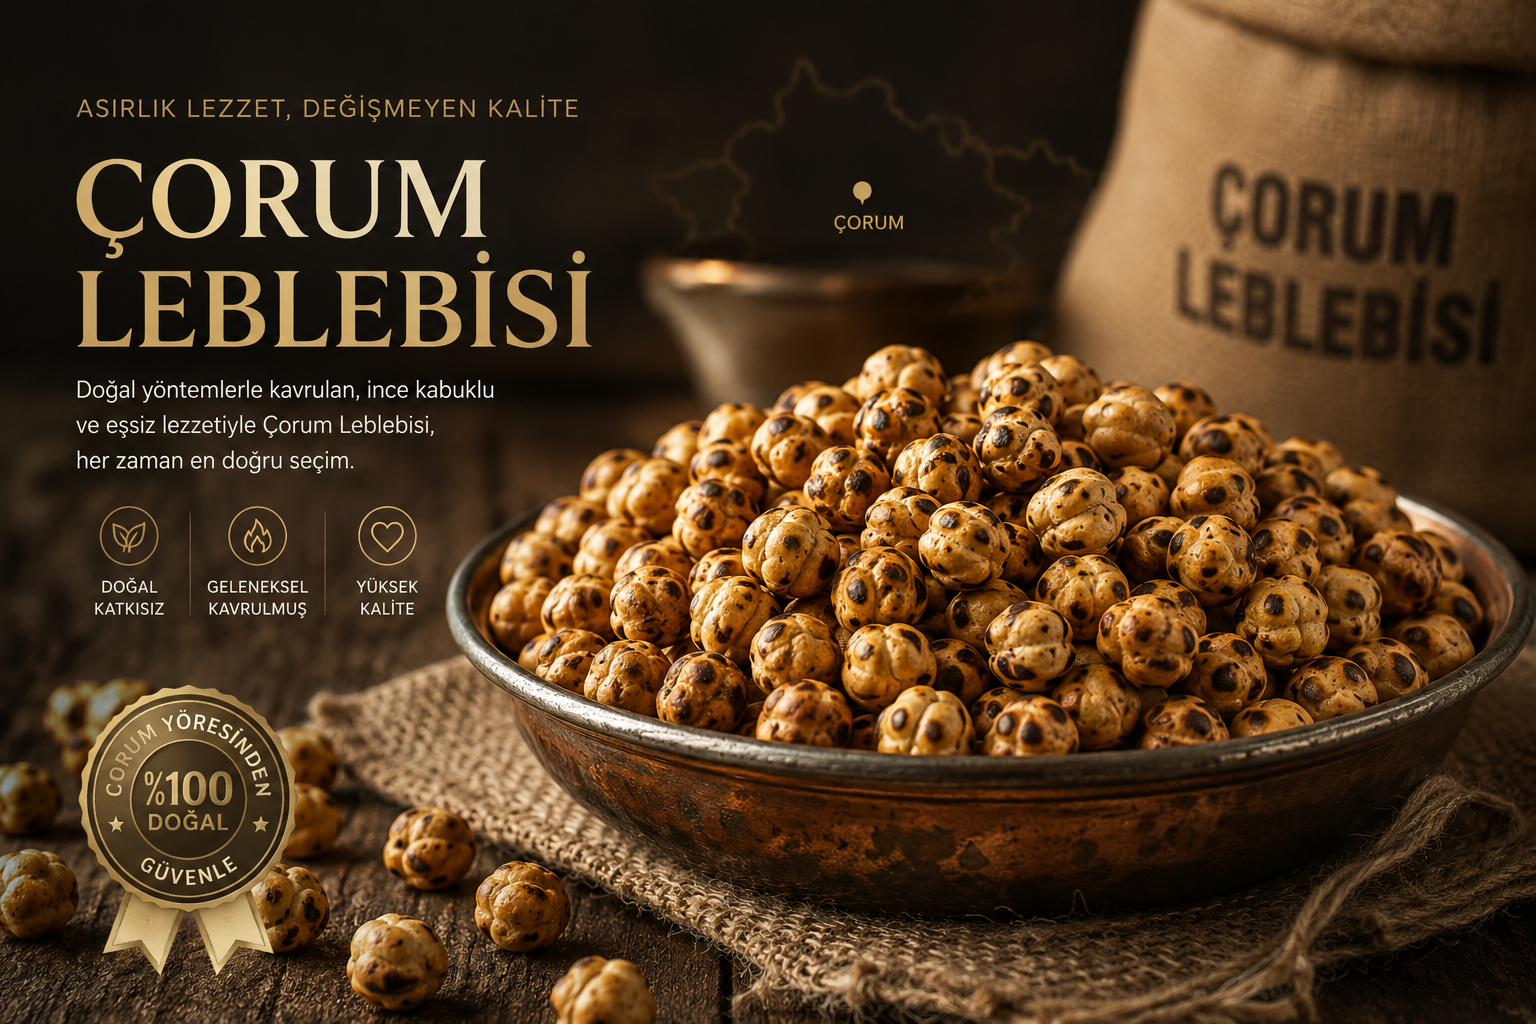 ASIRLIK LEZZET, DEĞİŞMEYEN KALİTE
ÇORUM
LEBLEBİSİ
Doğal yöntemlerle kavrulan, ince kabuklu
ve eşsiz lezzetiyle Çorum Leblebisi,
her zaman en doğru seçim.
DOĞAL
KATKISIZ
GELENEKSEL
KAVRULMUŞ
YÜKSEK
KALİTE
ÇORUM YÖRESİNDEN
%100
DOĞAL
GÜVENLE
ÇORUM
ÇORUM
LEBLEBİSİ